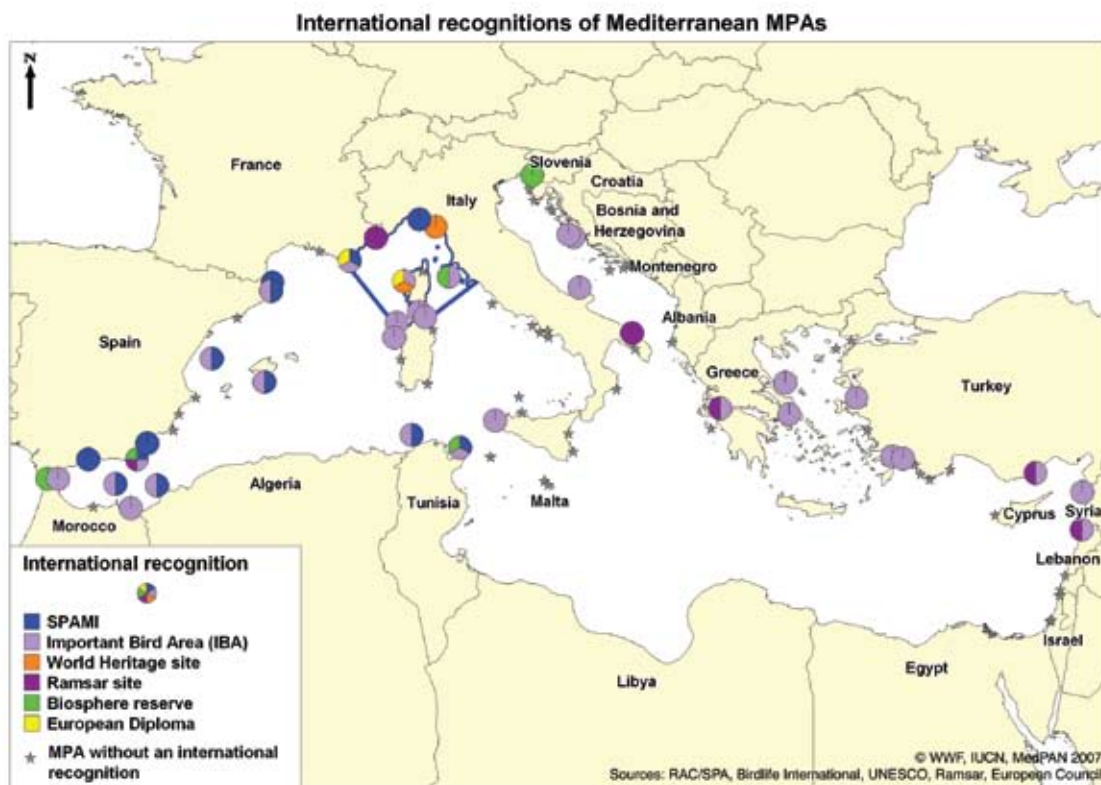 International recognitions of Mediterranean MPAs
N
France
Slovenia
Croatia
Italy
Bosnia and
Herzegovina
Montenegro
Albania
Spain
Greece
Turkey
Algeria
Tunisia
Malta
Cyprus
Syria
Morocco
Lebanon
Israel
Libya
Egypt
International recognition
SPAMI
Important Bird Area (IBA)
World Heritage site
Ramsar site
Biosphere reserve
European Diploma
MPA without an international
recognition
© WWF, IUCN, MedPAN 2007
Sources: RAC/SPA, Birdlife International, UNESCO, Ramsar, European Council